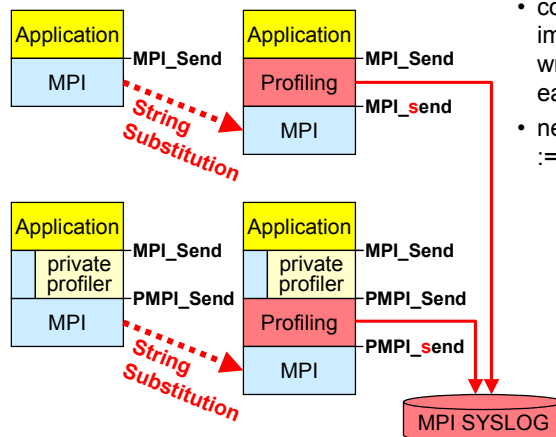 Application
MPI
MPI_Send
String
Substitution
Application
Profiling
MPI
MPI_Send
MPI_send
Application
private
profiler
MPI
MPI_Send
PMPI_Send
String
Substitution
Application
private
profiler
Profiling
MPI
MPI_Send
PMPI_Send
PMPI_send
MPI SYSLOG
• co
im
wr
ea
• ne
:=